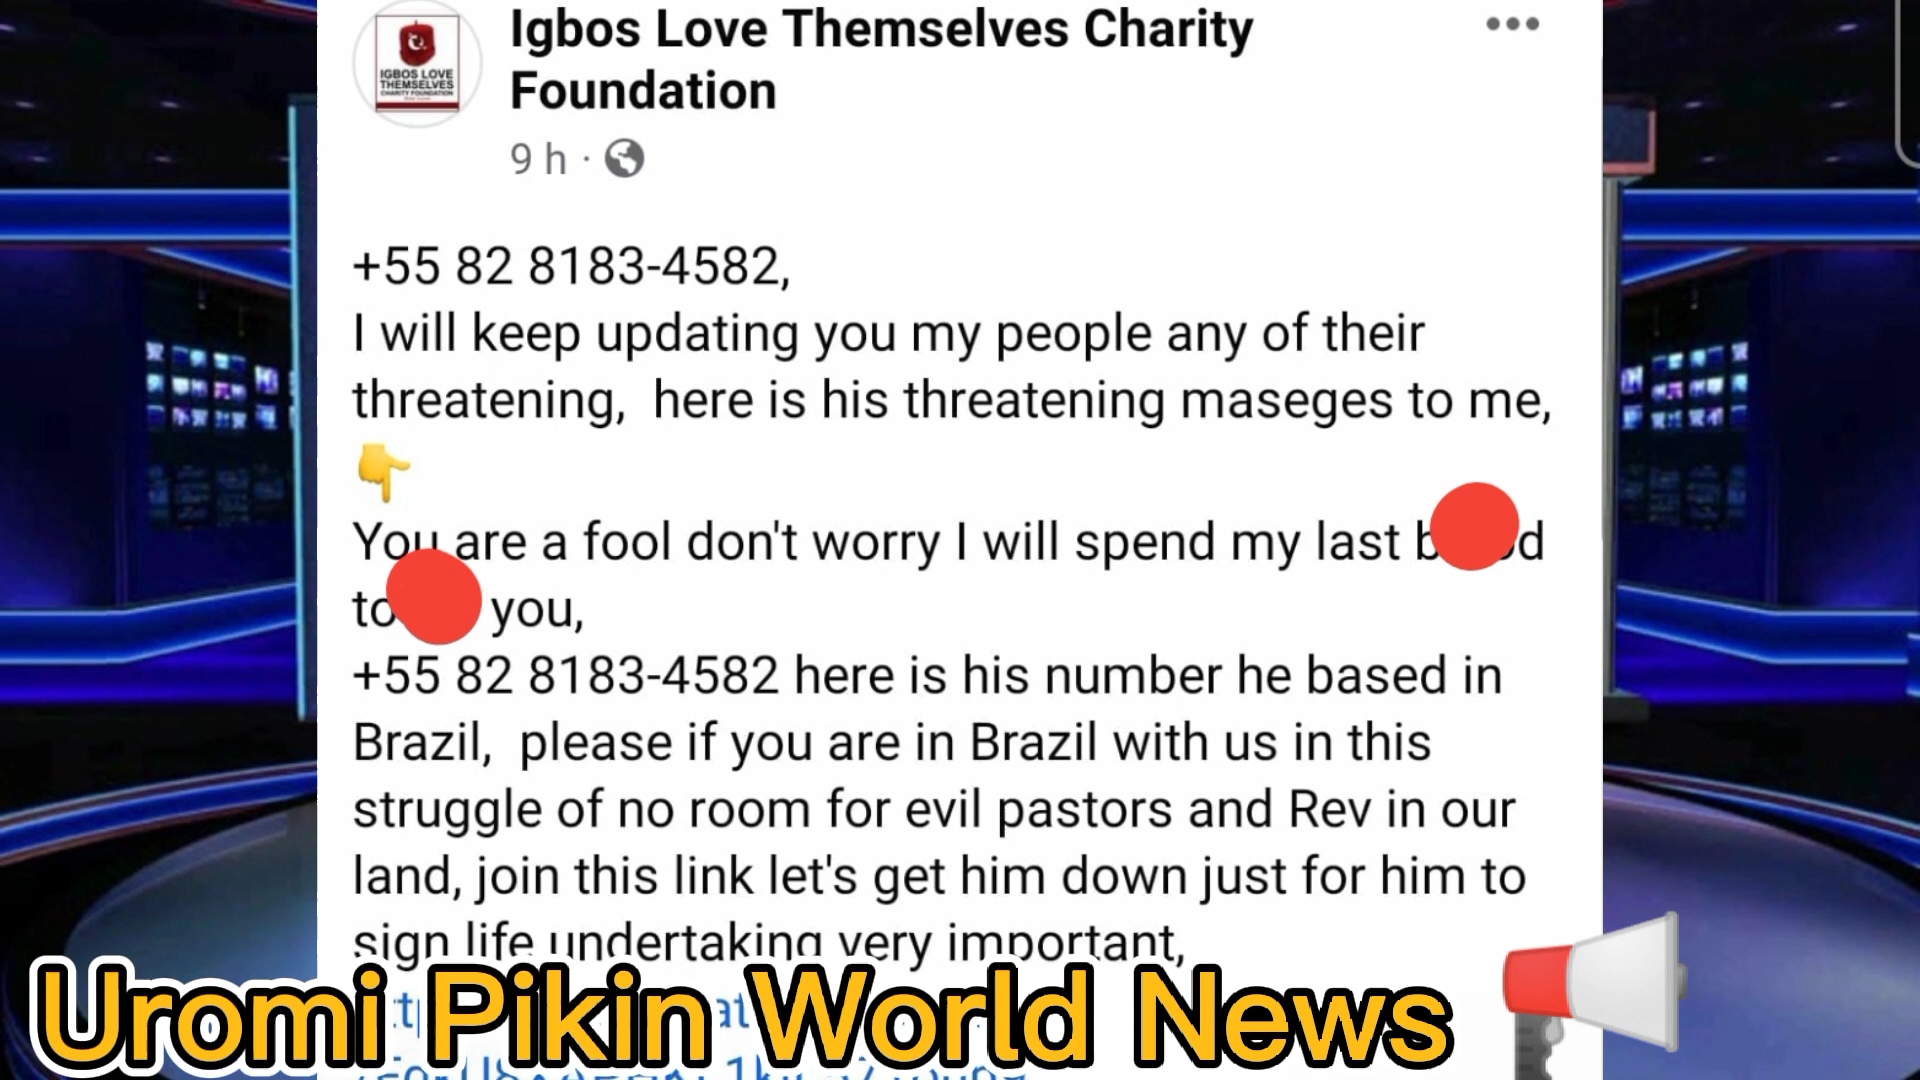 Igbos Love Themselves Charity
Foundation
IGBOS LOVE
THEMSELVES
CHARITY FOUNDATION
9 h ·
+55 82 8183-4582,
I will keep updating you my people any of their
threatening, here is his threatening maseges to me,
👇
You are a fool don't worry I will spend my last
you,
+55 82 8183-4582 here is his number he based in
Brazil, please if you are in Brazil with us in this
struggle of no room for evil pastors and Rev in our
land, join this link let's get him down just for him to
sign life undertaking very important,
Uromi Pikin World News